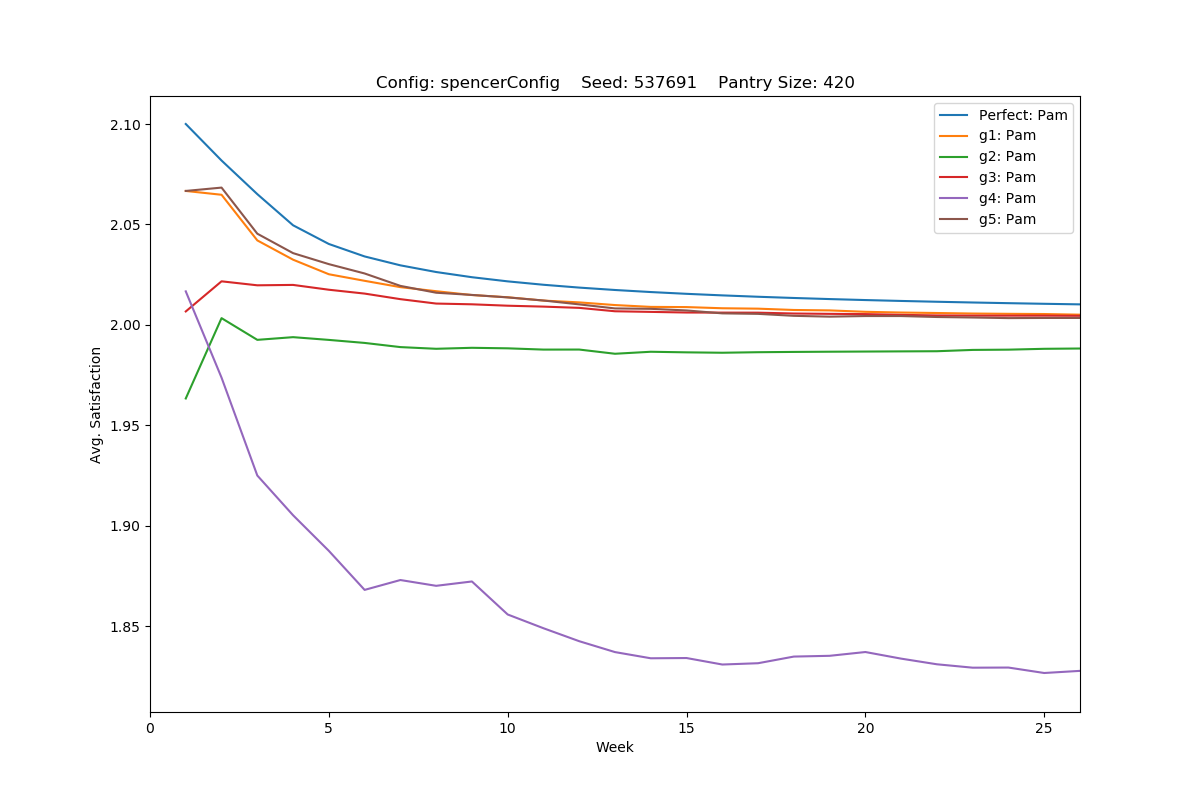 Config: spencerConfig    Seed: 537691    Pantry Size: 420
Perfect: Pam
g1: Pam
g2: Pam
g3: Pam
g4: Pam
g5: Pam
Avg. Satisfaction
2.10
2.05
2.00
1.95
1.90
1.85
0 5 10 15 20 25
Week